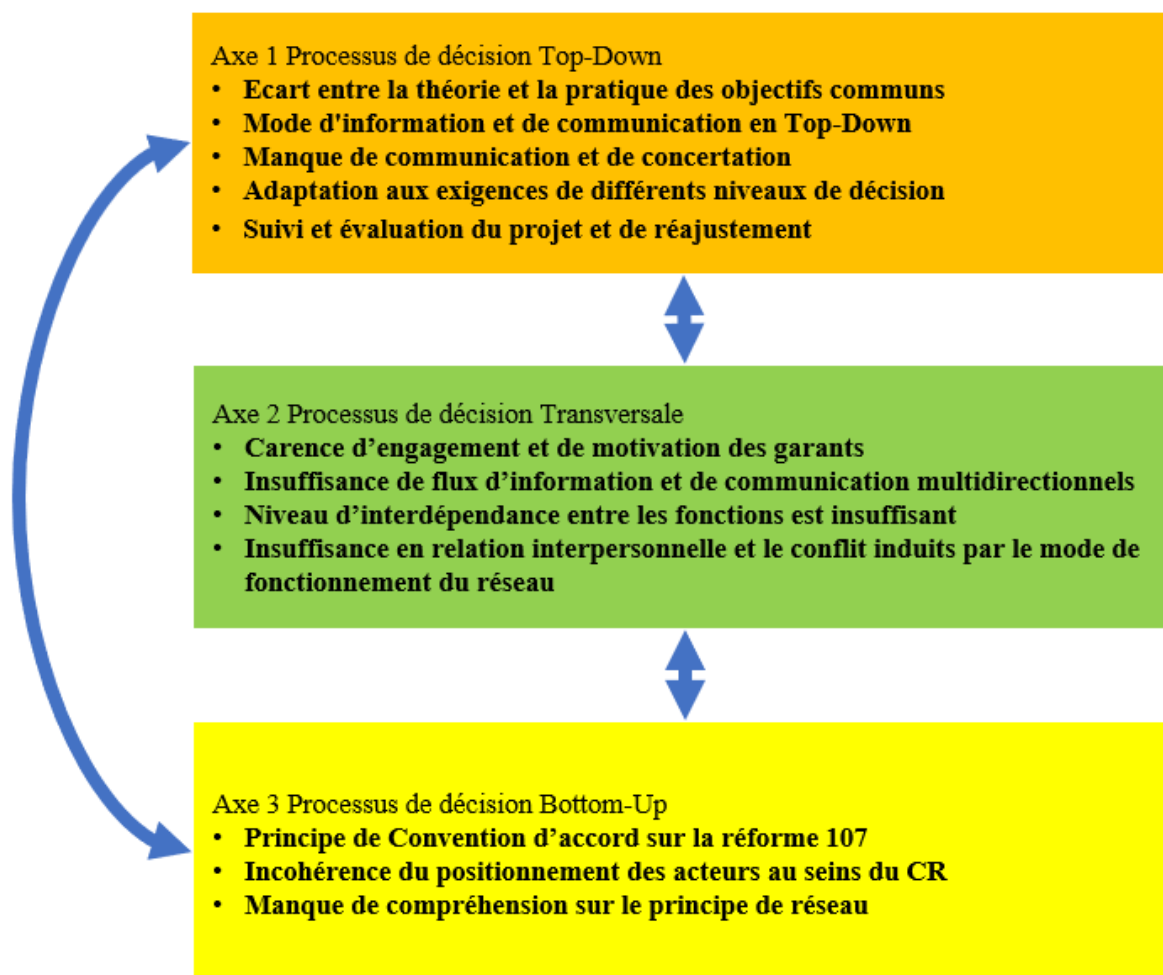 Axe 1 Processus de décision Top-Down
• Ecart entre la théorie et la pratique des objectifs communs
• Mode d'information et de communication en Top-Down
• Manque de communication et de concertation
• Adaptation aux exigences de différents niveaux de décision
• Suivi et évaluation du projet et de réajustement
Axe 2 Processus de décision Transversale
• Carence d’engagement et de motivation des garants
• Insuffisance de flux d’information et de communication multidirectionnels
• Niveau d’interdépendance entre les fonctions est insuffisant
• Insuffisance en relation interpersonnelle et le conflit induits par le mode de
fonctionnement du réseau
Axe 3 Processus de décision Bottom-Up
• Principe de Convention d’accord sur la réforme 107
• Incohérence du positionnement des acteurs au seins du CR
• Manque de compréhension sur le principe de réseau